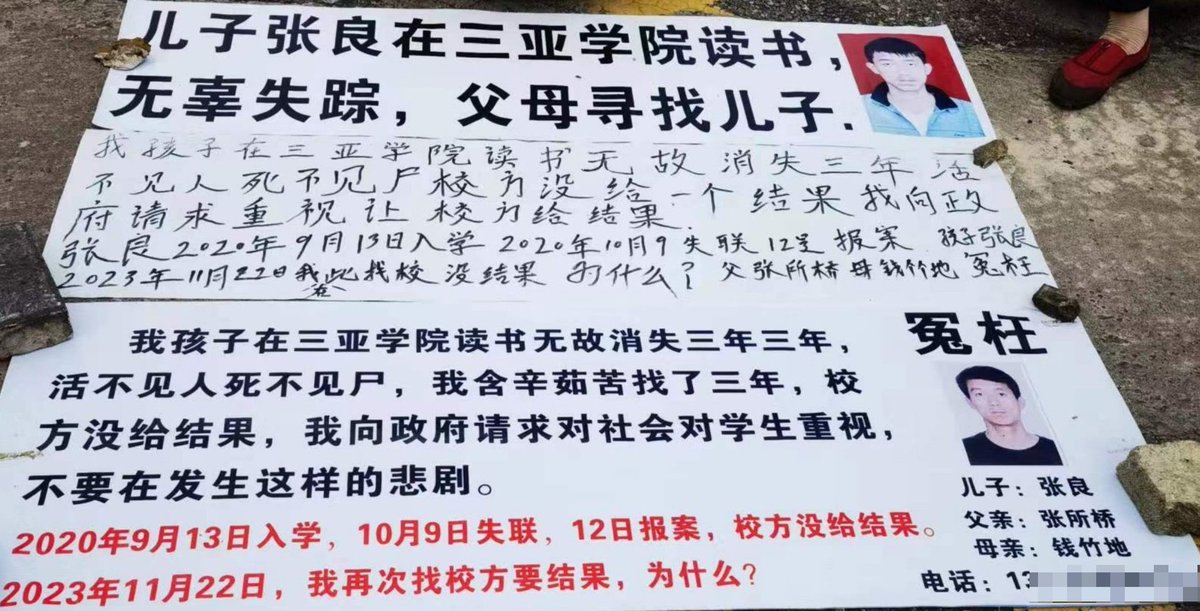 儿子张良在三亚学院读书，
无辜失踪，父母寻找儿子.
我孩子在三亚学院读书无故消失三年 活
不见人死不见尸校方没给一个结果我向政
府请求重视让校方给结果.
张良2020年9月13日入学 2020年10月9失联12号报案 孩子张良
2023年11月22日我此找校没结果 为什么？父张所桥母钱竹地 冤枉
我孩子在三亚学院读书无故消失三年三年，
活不见人死不见尸，我含辛茹苦找了三年，校
方没给结果，我向政府请求对社会对学生重视，
不要在发生这样的悲剧。
2020年9月13日入学，10月9日失联，12日报案，校方没给结果。
2023年11月22日，我再次找校方要结果，为什么？
冤枉
儿子：张良
父亲：张所桥
母亲：钱竹地
电话：13